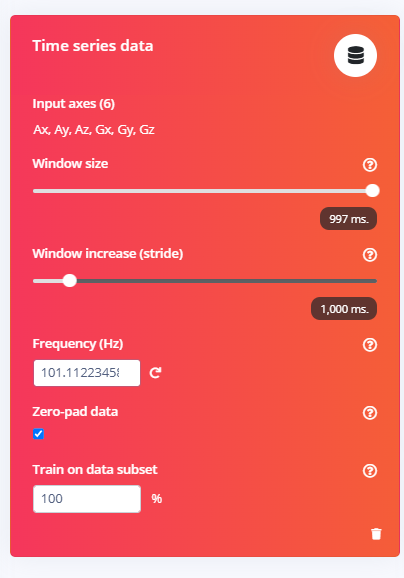 Time series data
Input axes (6)
Ax, Ay, Az, Gx, Gy, Gz
Window size
997 ms.
Window increase (stride)
1,000 ms.
Frequency (Hz)
101.1122345
Zero-pad data
Train on data subset
100 %